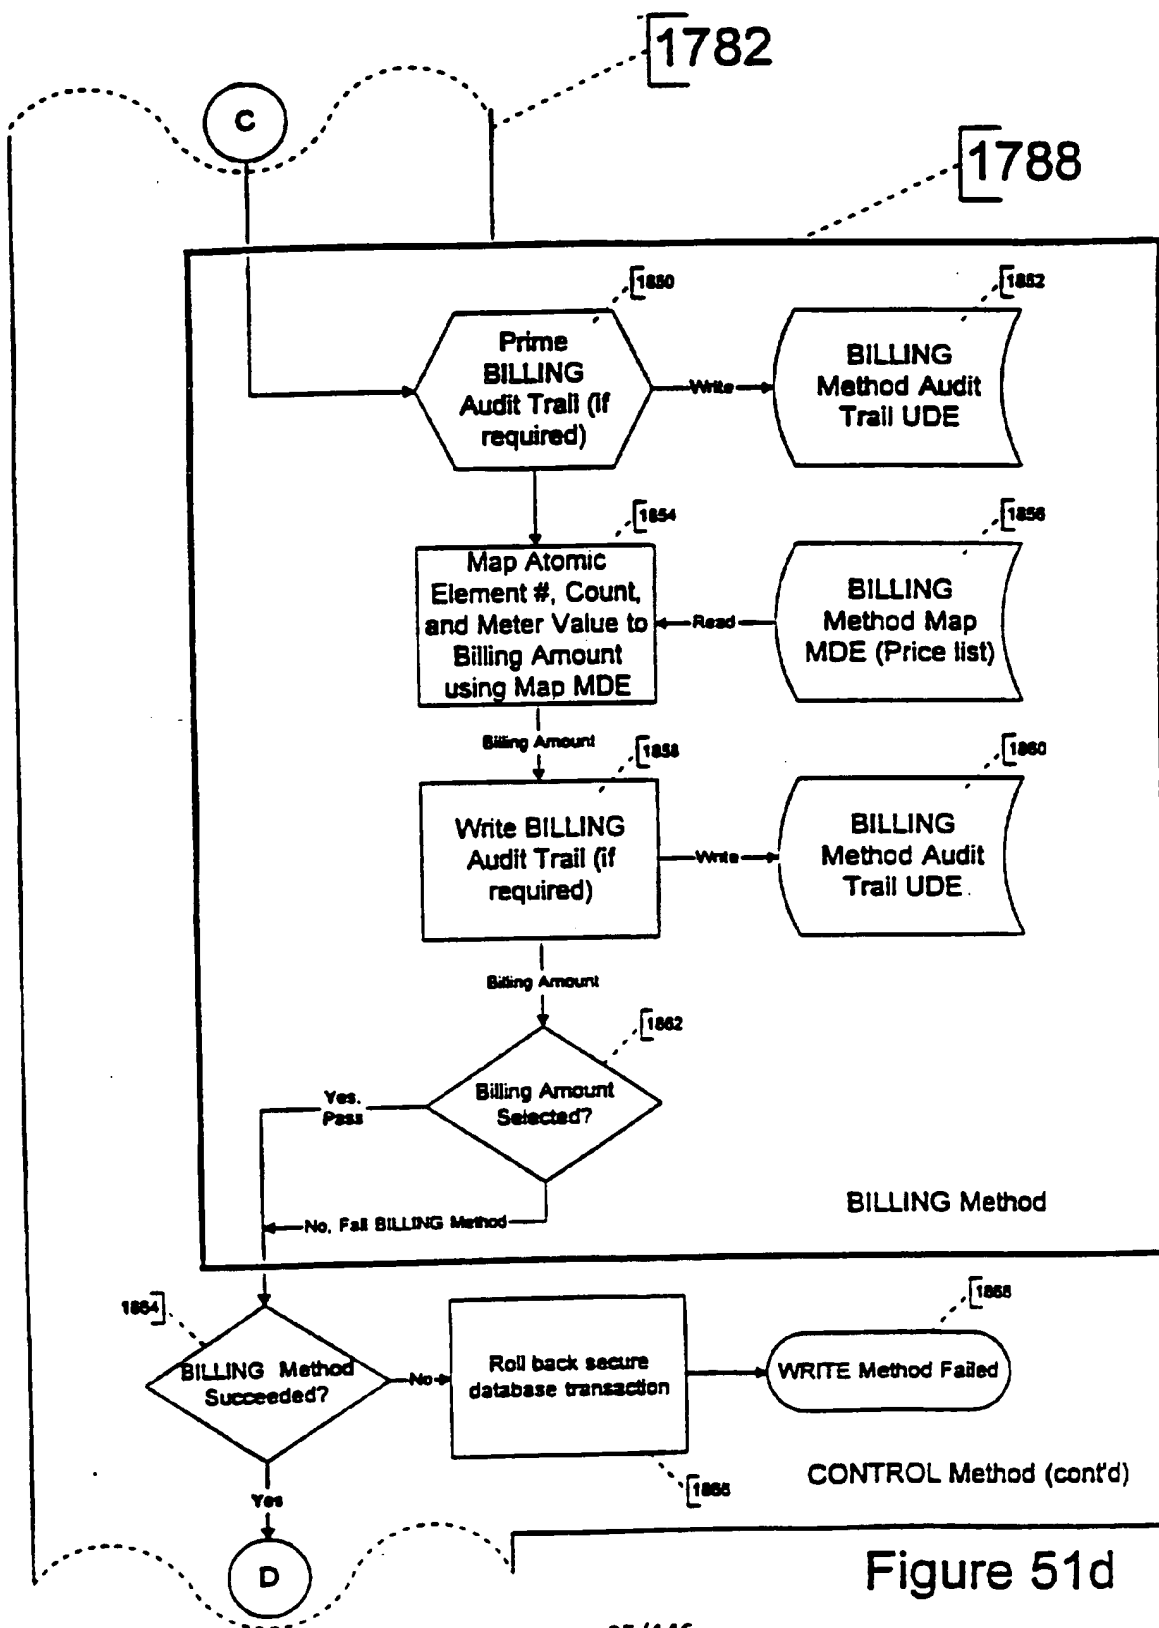 1782
C
1788
1850
Prime
BILLING
Audit Trail (if
required)
Write
1852
BILLING
Method Audit
Trail UDE
1854
Map Atomic
Element #, Count,
and Meter Value to
Billing Amount
using Map MDE
Read
1856
BILLING
Method Map
MDE (Price list)
Billing Amount
1858
Write BILLING
Audit Trail (if
required)
Write
1860
BILLING
Method Audit
Trail UDE
Billing Amount
1862
Billing Amount
Selected?
Yes,
Pass
No, Fail BILLING Method
BILLING Method
1864
BILLING Method
Succeeded?
No
Roll back secure
database transaction
1866
WRITE Method Failed
CONTROL Method (cont'd)
Yes
D
Figure 51d